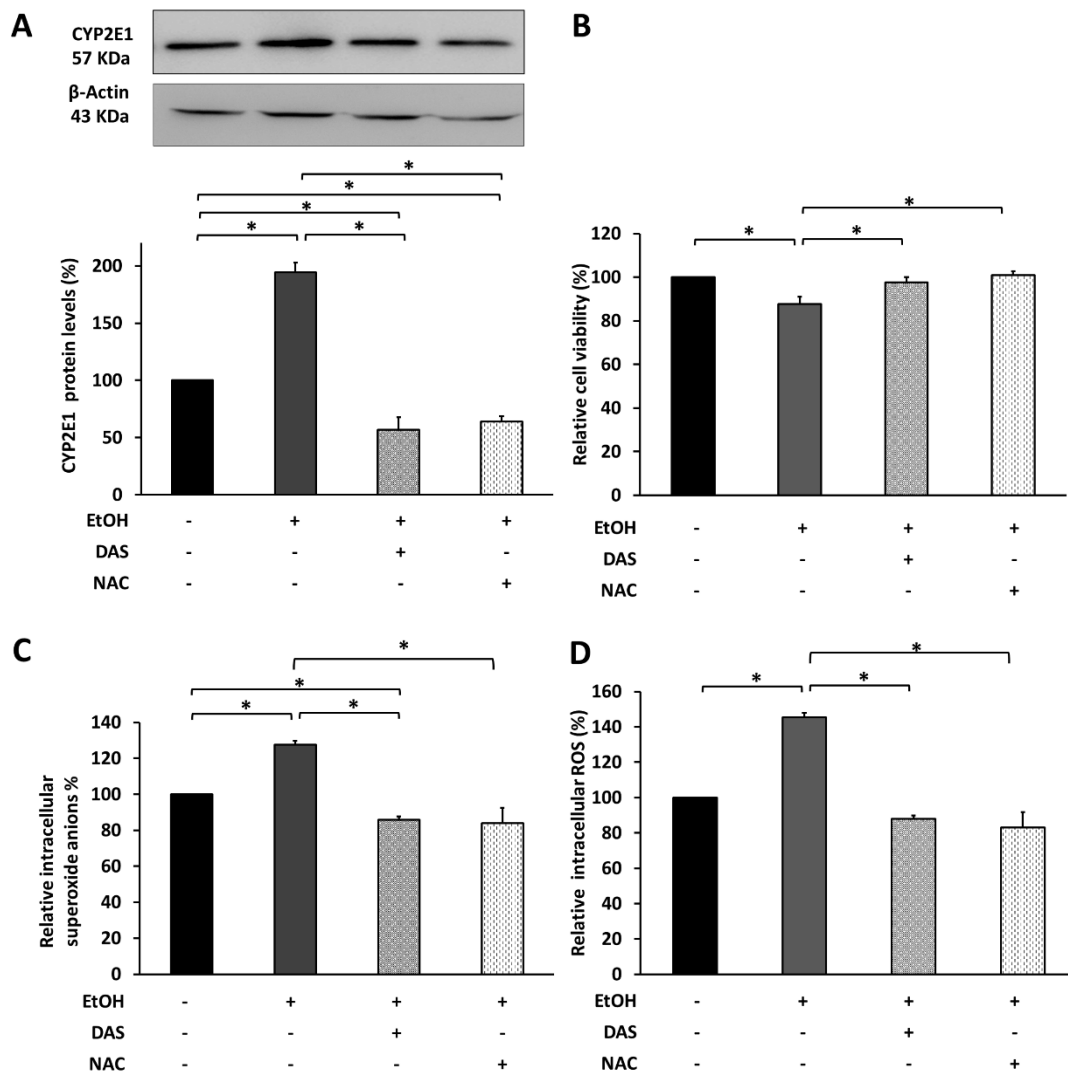 A
CYP2E1
57 KDa
β-Actin
43 KDa
*
*
*
* *
CYP2E1 protein levels (%)
200
150
100
50
0
EtOH - + + +
DAS - - + -
NAC - - - +
B
*
* *
Relative cell viability (%)
120
100
80
60
40
20
0
EtOH - + + +
DAS - - + -
NAC - - - +
C
*
*
* *
Relative intracellular
superoxide anions %
140
120
100
80
60
40
20
0
EtOH - + + +
DAS - - + -
NAC - - - +
D
*
* *
Relative intracellular ROS (%)
160
140
120
100
80
60
40
20
0
EtOH - + + +
DAS - - + -
NAC - - - +